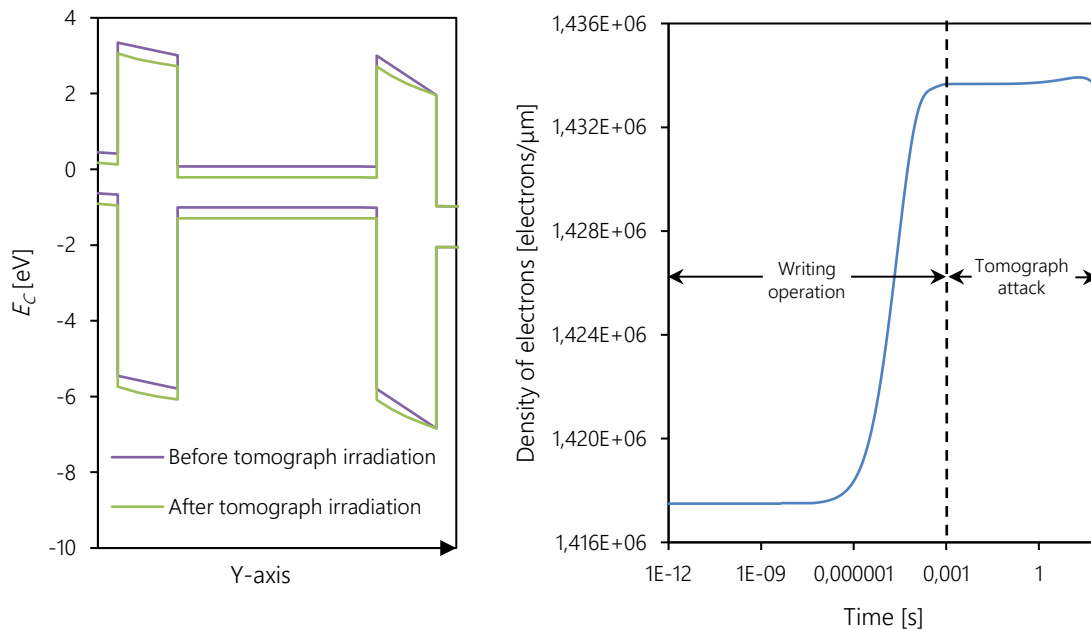 4
2
0
-2
-4
-6
-8
-10
E_C [eV]
Before tomograph irradiation
After tomograph irradiation
Y-axis
1,436E+06
1,432E+06
1,428E+06
1,424E+06
1,420E+06
1,416E+06
Density of electrons [electrons/µm]
Writing
operation
Tomograph
attack
1E-12
1E-09
0,000001
0,001
1
Time [s]